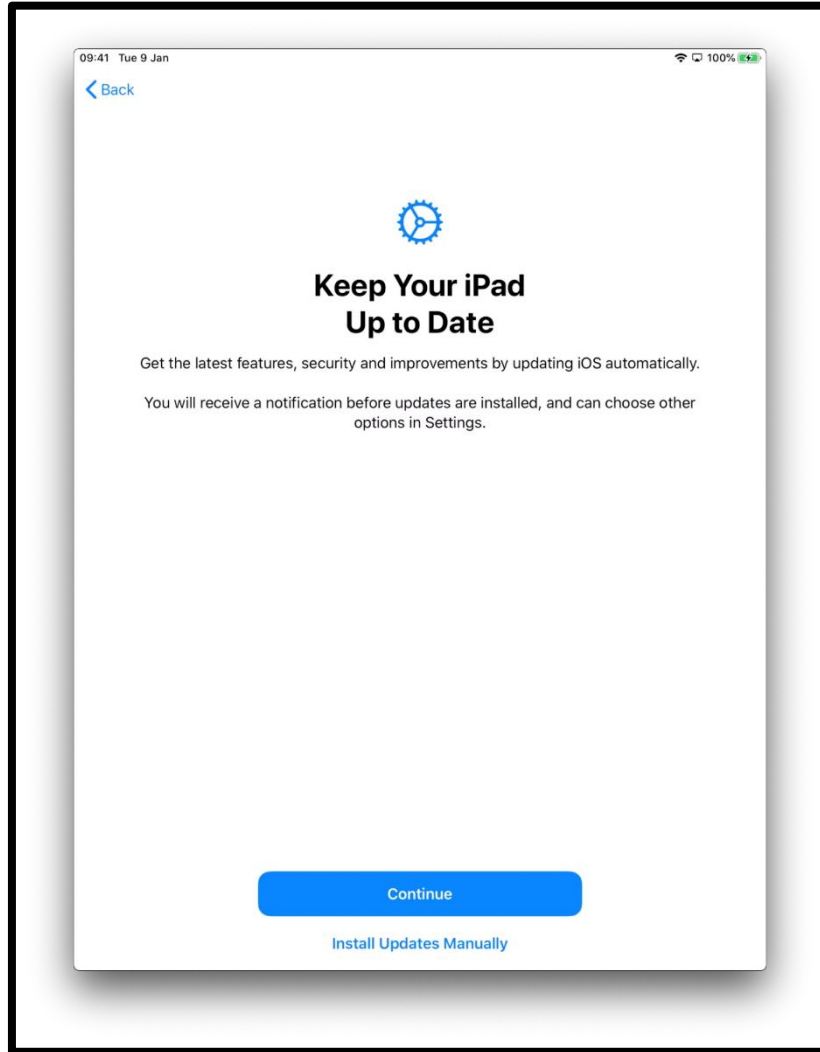 09:41 Tue 9 Jan
100%
Back
Keep Your iPad
Up to Date
Get the latest features, security and improvements by updating iOS automatically.
You will receive a notification before updates are installed, and can choose other
options in Settings.
Continue
Install Updates Manually